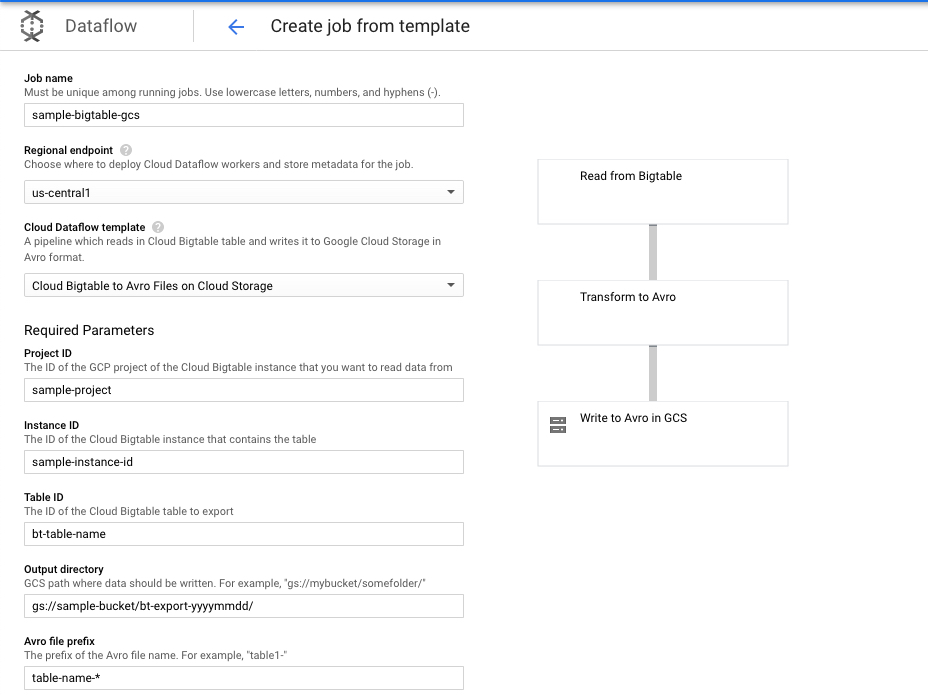 Dataflow
Create job from template
Job name
Must be unique among running jobs. Use lowercase letters, numbers, and hyphens (-).
sample-bigtable-gcs
Regional endpoint ?
Choose where to deploy Cloud Dataflow workers and store metadata for the job.
us-central1
Cloud Dataflow template ?
A pipeline which reads in Cloud Bigtable table and writes it to Google Cloud Storage in
Avro format.
Cloud Bigtable to Avro Files on Cloud Storage
Required Parameters
Project ID
The ID of the GCP project of the Cloud Bigtable instance that you want to read data from
sample-project
Instance ID
The ID of the Cloud Bigtable instance that contains the table
sample-instance-id
Table ID
The ID of the Cloud Bigtable table to export
bt-table-name
Output directory
GCS path where data should be written. For example, "gs://mybucket/somefolder/"
gs://sample-bucket/bt-export-yyyymmdd/
Avro file prefix
The prefix of the Avro file name. For example, "table1-"
table-name-*
Read from Bigtable
Transform to Avro
Write to Avro in GCS